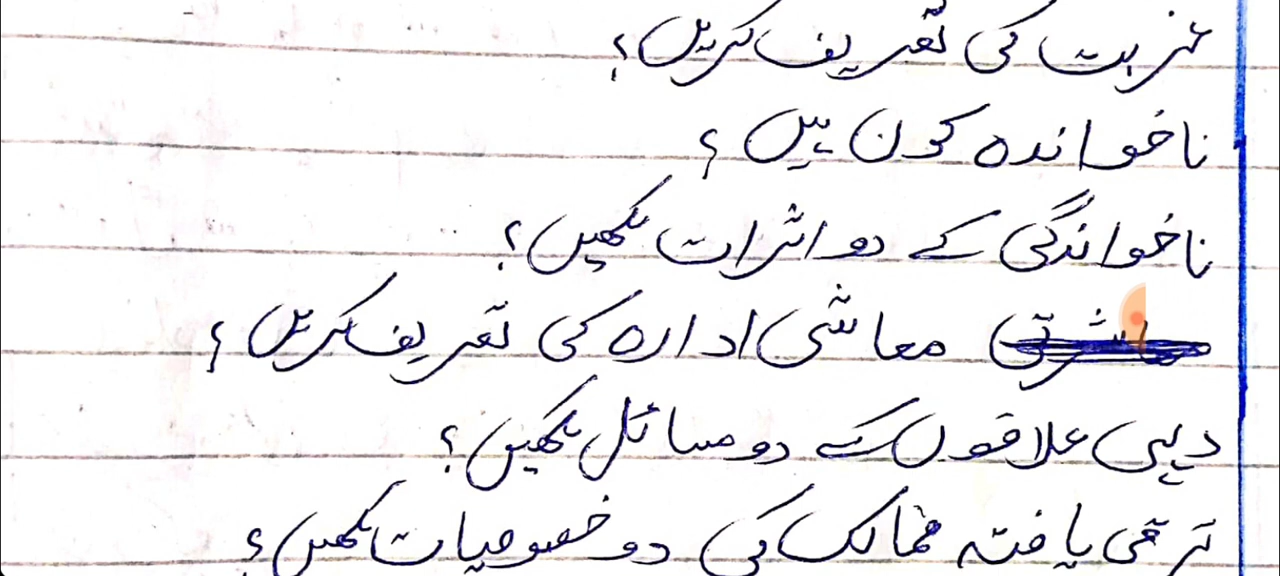 غربت کی تعریف کریں؟
ناخواندہ کون ہیں؟
ناخواندگی کے دو اثرات لکھیں؟
معاشی ادارہ کی تعریف کریں؟
دیہی علاقوں کے دو مسائل لکھیں؟
ترقی یافتہ ممالک کی دو خصوصیات لکھیں؟